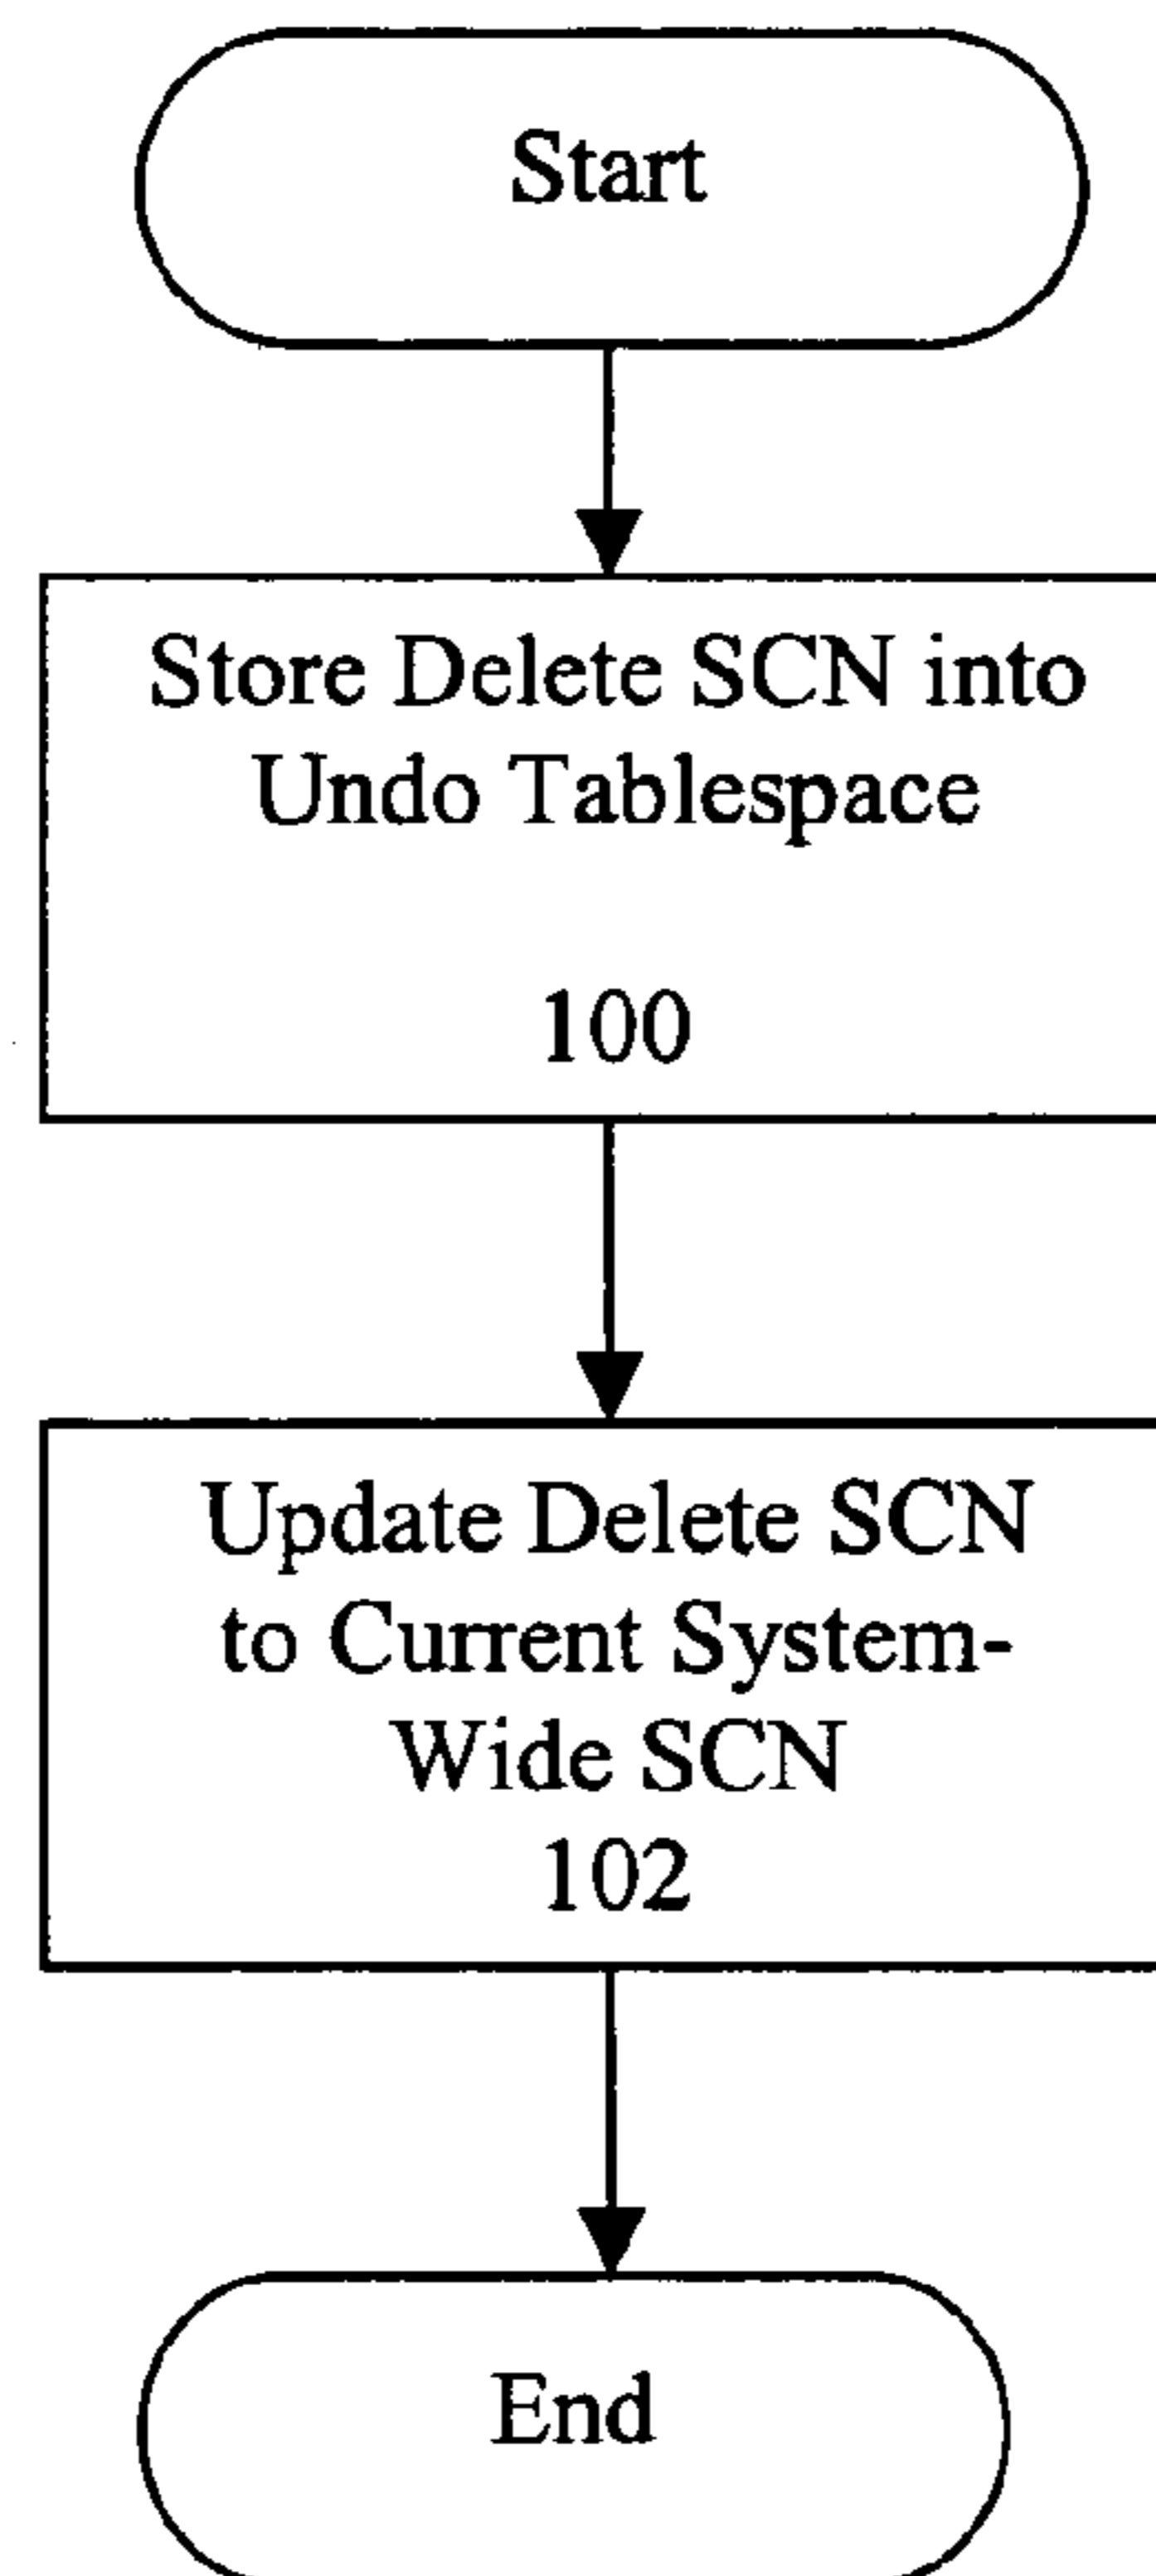 Start
Store Delete SCN into
Undo Tablespace
100
Update Delete SCN
to Current System-
Wide SCN
102
End